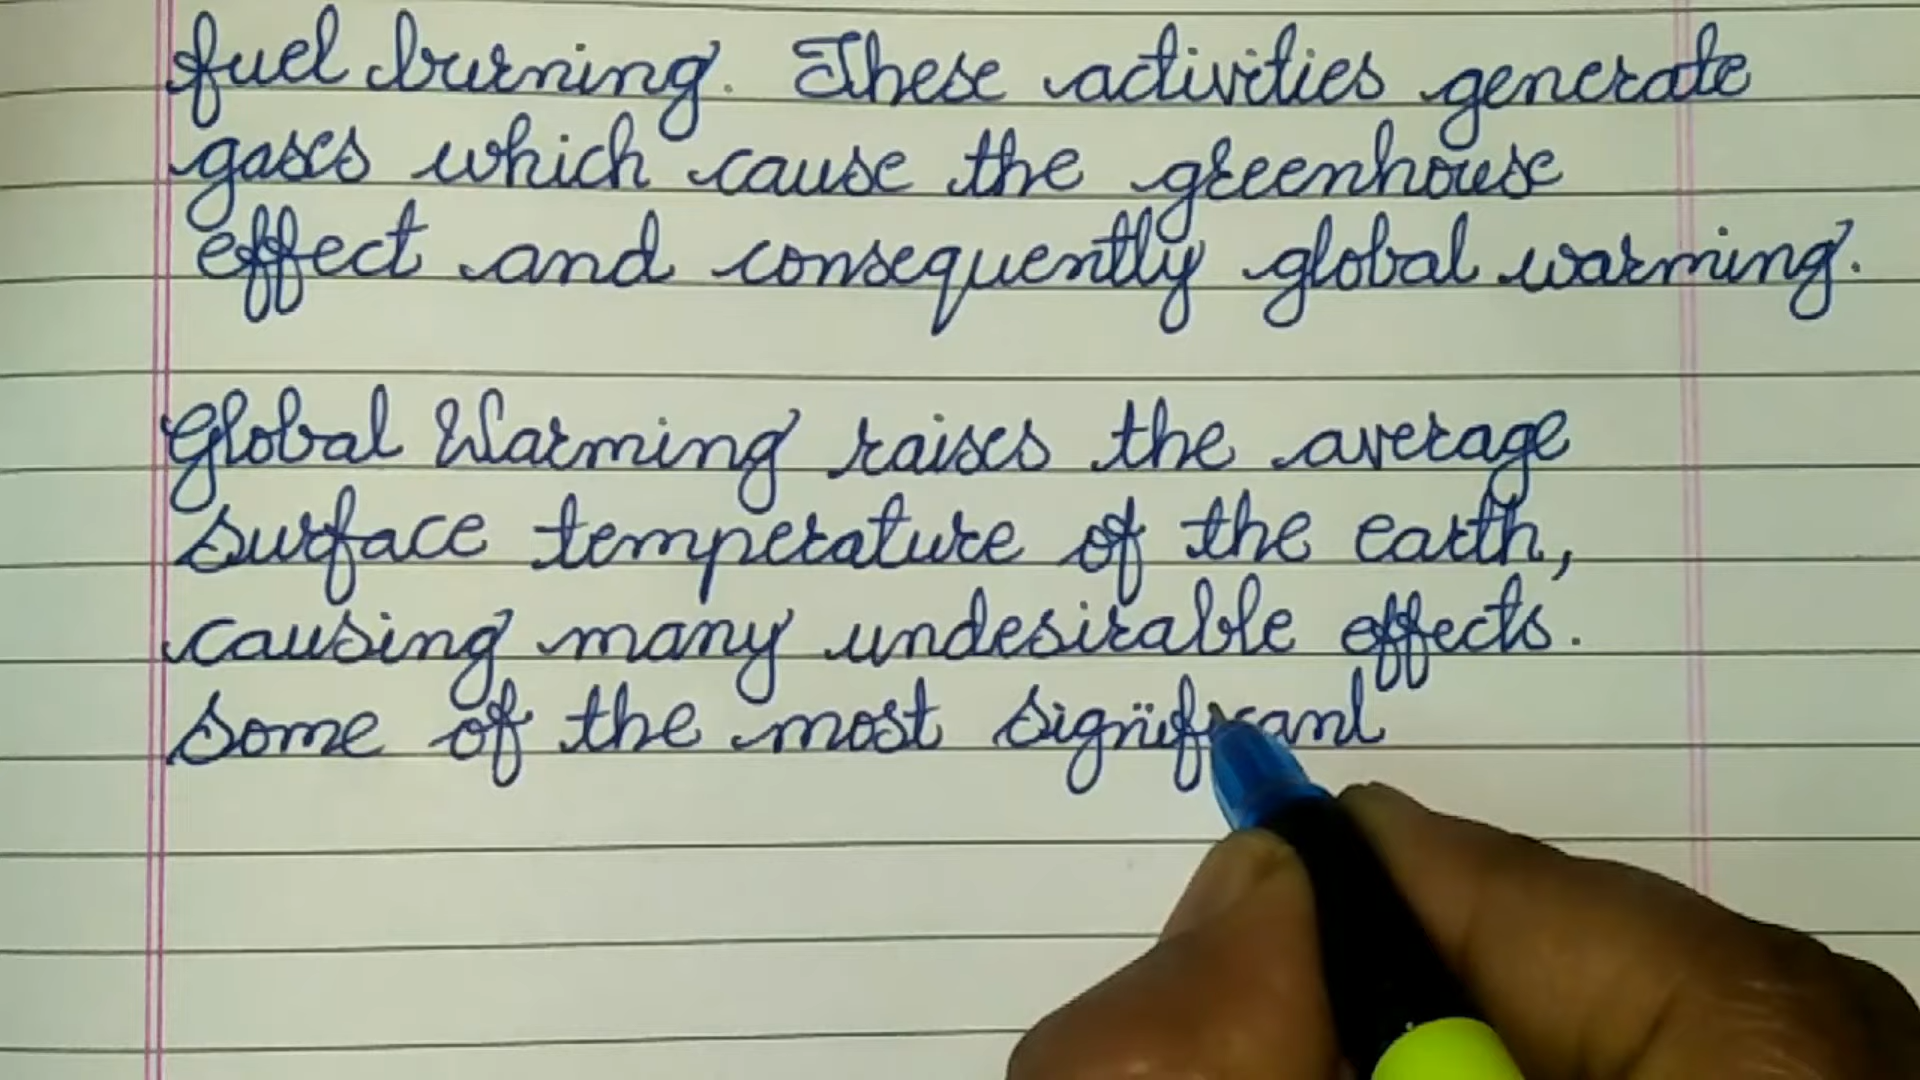 fuel burning. These activities generate
gases which cause the greenhouse
effect and consequently global warming.
Global Warming raises the average
surface temperature of the earth,
causing many undesirable effects.
Some of the most significant